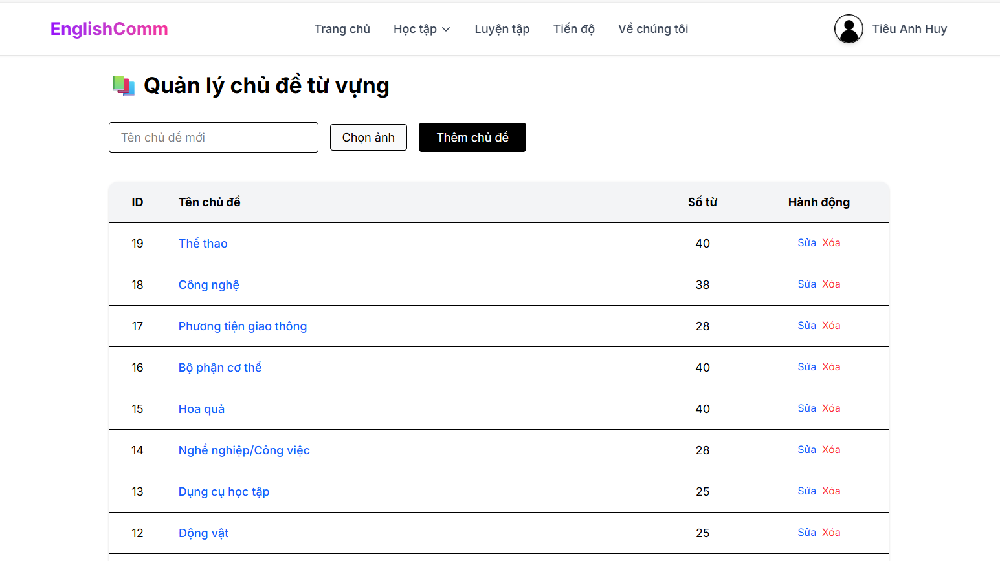 EnglishComm Trang chủ Học tập Luyện tập Tiến độ Về chúng tôi Tiêu Anh Huy
Quản lý chủ đề từ vựng
Tên chủ đề mới Chọn ảnh Thêm chủ đề
ID Tên chủ đề Số từ Hành động
19 Thể thao 40 Sửa Xóa
18 Công nghệ 38 Sửa Xóa
17 Phương tiện giao thông 28 Sửa Xóa
16 Bộ phận cơ thể 40 Sửa Xóa
15 Hoa quả 40 Sửa Xóa
14 Nghề nghiệp/Công việc 28 Sửa Xóa
13 Dụng cụ học tập 25 Sửa Xóa
12 Động vật 25 Sửa Xóa